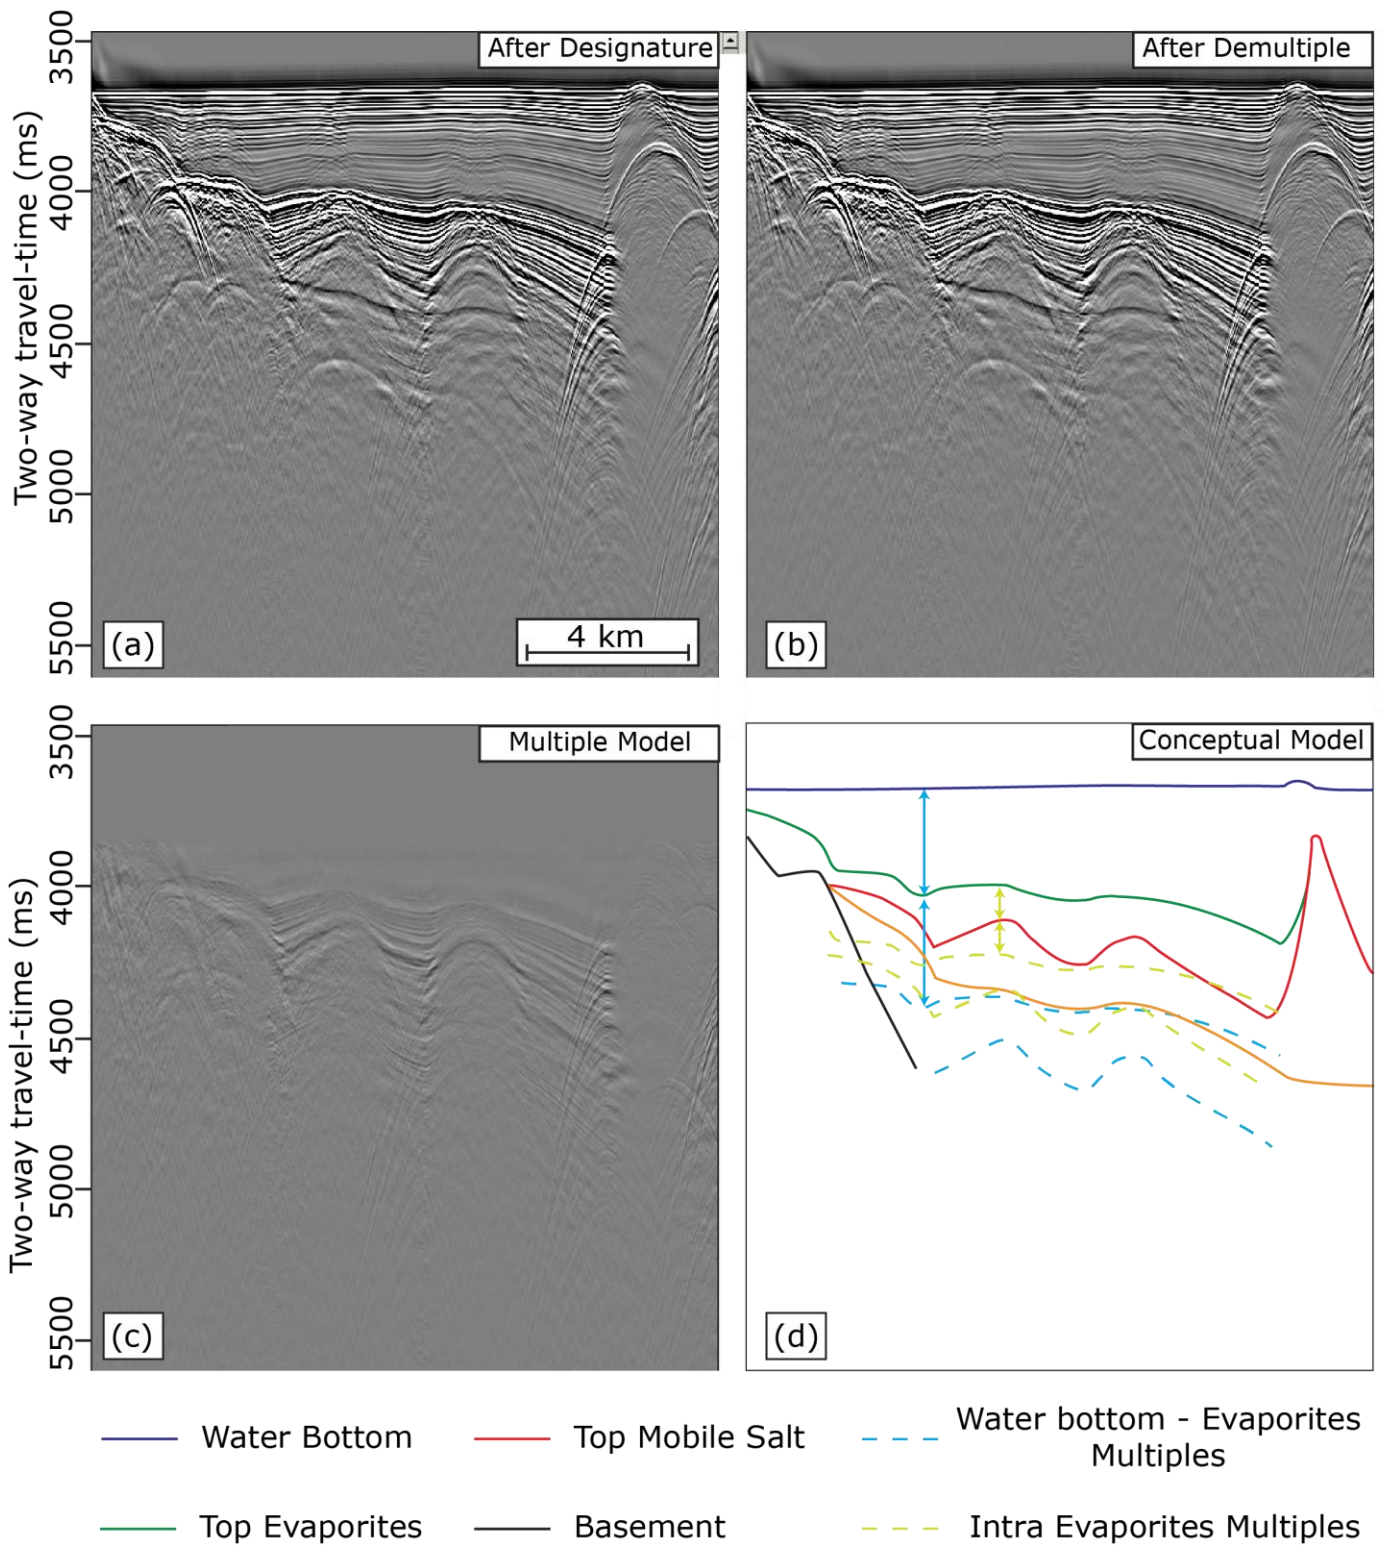 After Designature
After Demultiple
Two-way travel-time (ms)
3500
4000
4500
5000
5500
(a)
4 km
(b)
Multiple Model
Conceptual Model
Two-way travel-time (ms)
3500
4000
4500
5000
5500
(c)
(d)
Water Bottom
Top Mobile Salt
Water bottom - Evaporites
Multiples
Top Evaporites
Basement
Intra Evaporites Multiples